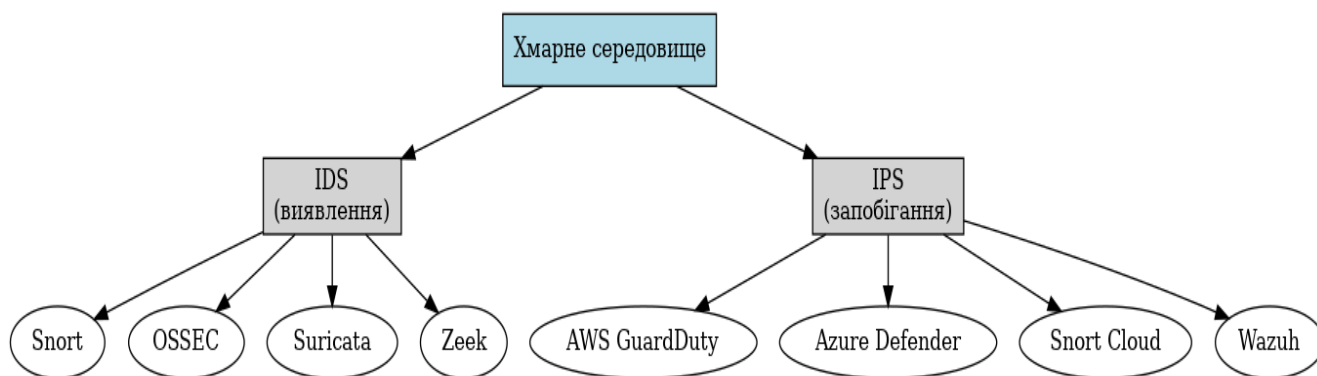 Хмарне середовище
IDS
(виявлення)
IPS
(запобігання)
Snort
OSSEC
Suricata
Zeek
AWS GuardDuty
Azure Defender
Snort Cloud
Wazuh